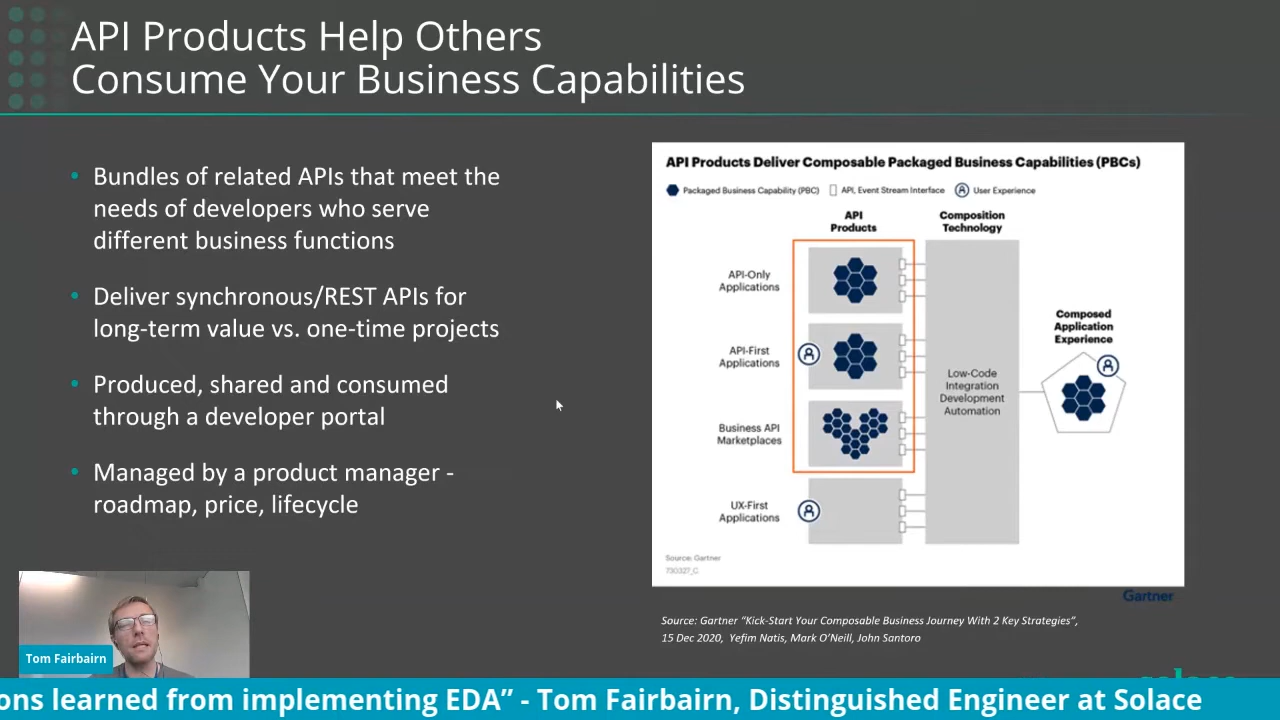 API Products Help Others
Consume Your Business Capabilities
• Bundles of related APIs that meet the
needs of developers who serve
different business functions
• Deliver synchronous/REST APIs for
long-term value vs. one-time projects
• Produced, shared and consumed
through a developer portal
• Managed by a product manager -
roadmap, price, lifecycle
API Products Deliver Composable Packaged Business Capabilities (PBCs)
Packaged Business Capability (PBC) API, Event Stream Interface User Experience
API
Products
Composition
Technology
API-Only
Applications
API-First
Applications
Business API
Marketplaces
UX-First
Applications
Low-Code
Integration
Development
Automation
Composed
Application
Experience
Source: Gartner
730327_C
Gartner
Source: Gartner “Kick-Start Your Composable Business Journey With 2 Key Strategies”,
15 Dec 2020, Yefim Natis, Mark O’Neill, John Santoro
Tom Fairbairn
solace
ons learned from implementing EDA” - Tom Fairbairn, Distinguished Engineer at Solace